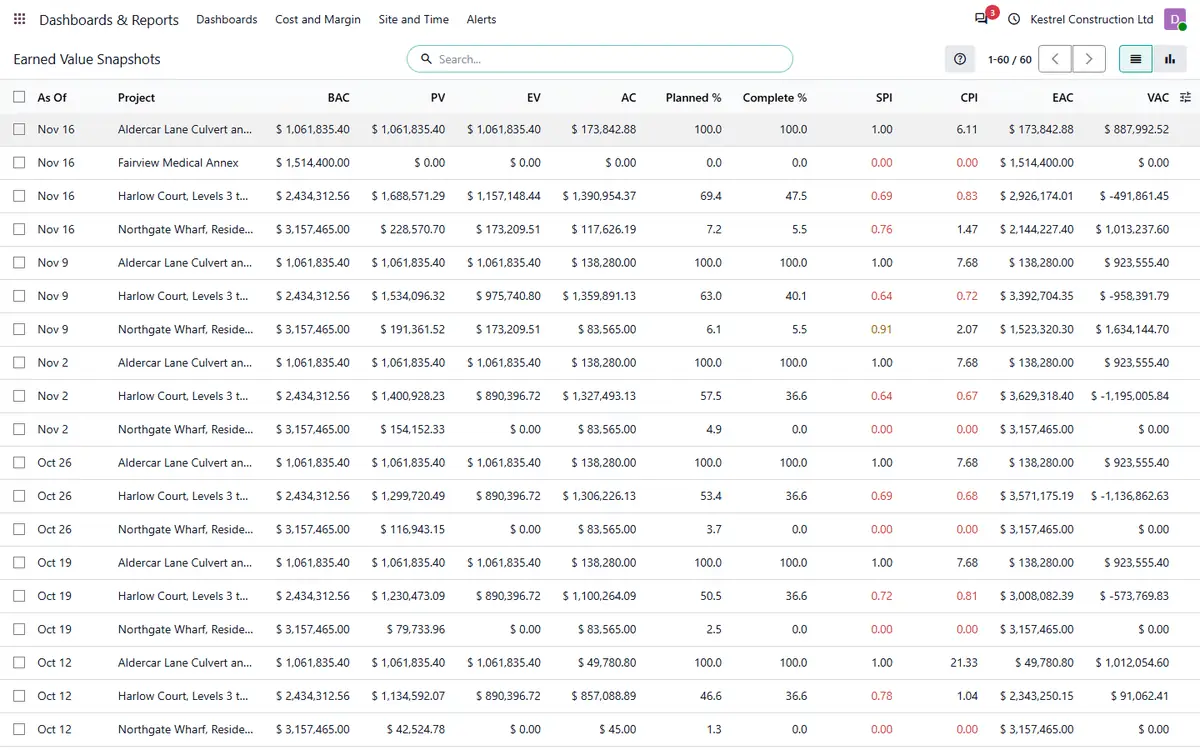 Dashboards & Reports Dashboards Cost and Margin Site and Time Alerts 3 Kestrel Construction Ltd D
Earned Value Snapshots Search... 1-60 / 60
As Of Project BAC PV EV AC Planned % Complete % SPI CPI EAC VAC
Nov 16 Aldercar Lane Culvert an... $ 1,061,835.40 $ 1,061,835.40 $ 1,061,835.40 $ 173,842.88 100.0 100.0 1.00 6.11 $ 173,842.88 $ 887,992.52
Nov 16 Fairview Medical Annex $ 1,514,400.00 $ 0.00 $ 0.00 $ 0.00 0.0 0.0 0.00 0.00 $ 1,514,400.00 $ 0.00
Nov 16 Harlow Court, Levels 3 t... $ 2,434,312.56 $ 1,688,571.29 $ 1,157,148.44 $ 1,390,954.37 69.4 47.5 0.69 0.83 $ 2,926,174.01 $ -491,861.45
Nov 16 Northgate Wharf, Reside... $ 3,157,465.00 $ 228,570.70 $ 173,209.51 $ 117,626.19 7.2 5.5 0.76 1.47 $ 2,144,227.40 $ 1,013,237.60
Nov 9 Aldercar Lane Culvert an... $ 1,061,835.40 $ 1,061,835.40 $ 1,061,835.40 $ 138,280.00 100.0 100.0 1.00 7.68 $ 138,280.00 $ 923,555.40
Nov 9 Harlow Court, Levels 3 t... $ 2,434,312.56 $ 1,534,096.32 $ 975,740.80 $ 1,359,891.13 63.0 40.1 0.64 0.72 $ 3,392,704.35 $ -958,391.79
Nov 9 Northgate Wharf, Reside... $ 3,157,465.00 $ 191,361.52 $ 173,209.51 $ 83,565.00 6.1 5.5 0.91 2.07 $ 1,523,320.30 $ 1,634,144.70
Nov 2 Aldercar Lane Culvert an... $ 1,061,835.40 $ 1,061,835.40 $ 1,061,835.40 $ 138,280.00 100.0 100.0 1.00 7.68 $ 138,280.00 $ 923,555.40
Nov 2 Harlow Court, Levels 3 t... $ 2,434,312.56 $ 1,400,928.23 $ 890,396.72 $ 1,327,493.13 57.5 36.6 0.64 0.67 $ 3,629,318.40 $ -1,195,005.84
Nov 2 Northgate Wharf, Reside... $ 3,157,465.00 $ 154,152.33 $ 0.00 $ 83,565.00 4.9 0.0 0.00 0.00 $ 3,157,465.00 $ 0.00
Oct 26 Aldercar Lane Culvert an... $ 1,061,835.40 $ 1,061,835.40 $ 1,061,835.40 $ 138,280.00 100.0 100.0 1.00 7.68 $ 138,280.00 $ 923,555.40
Oct 26 Harlow Court, Levels 3 t... $ 2,434,312.56 $ 1,299,720.49 $ 890,396.72 $ 1,306,226.13 53.4 36.6 0.69 0.68 $ 3,571,175.19 $ -1,136,862.63
Oct 26 Northgate Wharf, Reside... $ 3,157,465.00 $ 116,943.15 $ 0.00 $ 83,565.00 3.7 0.0 0.00 0.00 $ 3,157,465.00 $ 0.00
Oct 19 Aldercar Lane Culvert an... $ 1,061,835.40 $ 1,061,835.40 $ 1,061,835.40 $ 138,280.00 100.0 100.0 1.00 7.68 $ 138,280.00 $ 923,555.40
Oct 19 Harlow Court, Levels 3 t... $ 2,434,312.56 $ 1,230,473.09 $ 890,396.72 $ 1,100,264.09 50.5 36.6 0.72 0.81 $ 3,008,082.39 $ -573,769.83
Oct 19 Northgate Wharf, Reside... $ 3,157,465.00 $ 79,733.96 $ 0.00 $ 83,565.00 2.5 0.0 0.00 0.00 $ 3,157,465.00 $ 0.00
Oct 12 Aldercar Lane Culvert an... $ 1,061,835.40 $ 1,061,835.40 $ 1,061,835.40 $ 49,780.80 100.0 100.0 1.00 21.33 $ 49,780.80 $ 1,012,054.60
Oct 12 Harlow Court, Levels 3 t... $ 2,434,312.56 $ 1,134,592.07 $ 890,396.72 $ 857,088.89 46.6 36.6 0.78 1.04 $ 2,343,250.15 $ 91,062.41
Oct 12 Northgate Wharf, Reside... $ 3,157,465.00 $ 42,524.78 $ 0.00 $ 45.00 1.3 0.0 0.00 0.00 $ 3,157,465.00 $ 0.00